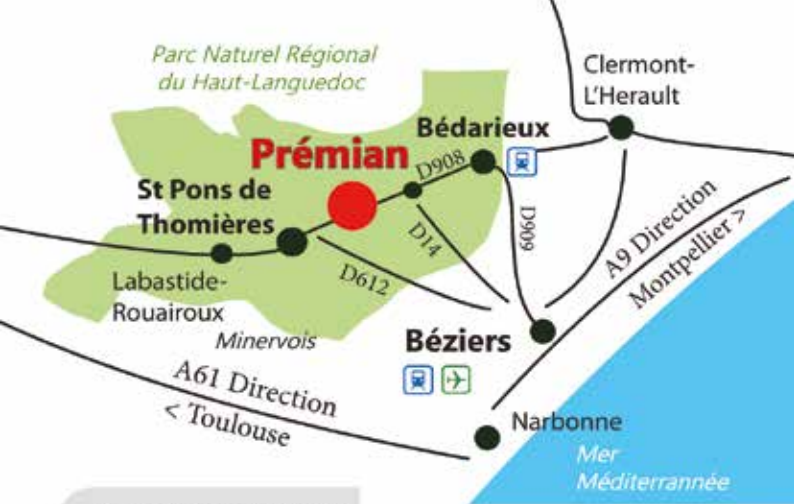 Parc Naturel Régional
du Haut-Languedoc
Clermont-
L'Herault
Bédarieux
Prémian
D908
St Pons de
Thomières
D909
D14
A9 Direction
Montpellier >
D612
Labastide-
Rouairoux
Minervois
Béziers
A61 Direction
< Toulouse
Narbonne
Mer
Méditerrannée